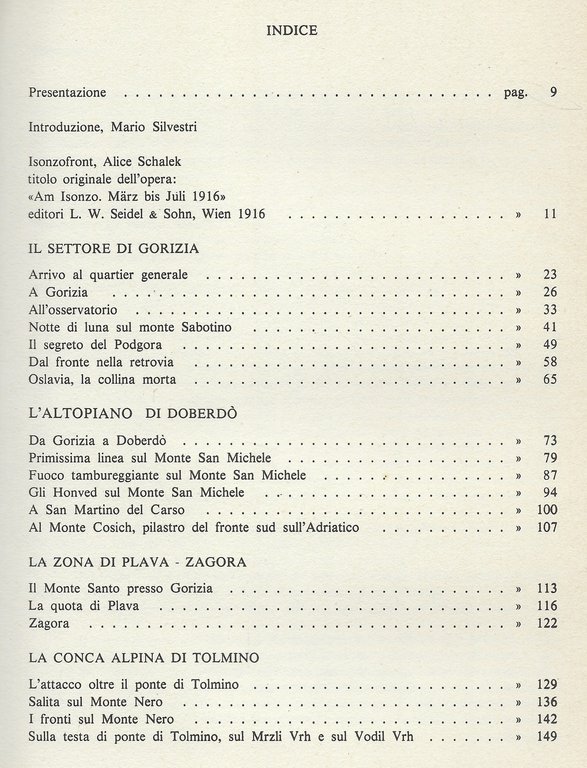 INDICE
Presentazione . . . . . . . . . . . . . . . . . . . . . . . . . . . . . . . . pag. 9
Introduzione, Mario Silvestri
Isonzofront, Alice Schalek
titolo originale dell'opera:
«Am Isonzo. März bis Juli 1916»
editori L. W. Seidel & Sohn, Wien 1916 . . . . . . . . . . . . . . . . . . . » 11
IL SETTORE DI GORIZIA
Arrivo al quartier generale . . . . . . . . . . . . . . . . . . . . . . . . . . » 23
A Gorizia . . . . . . . . . . . . . . . . . . . . . . . . . . . . . . . . . . » 26
All'osservatorio . . . . . . . . . . . . . . . . . . . . . . . . . . . . . . . » 33
Notte di luna sul monte Sabotino . . . . . . . . . . . . . . . . . . . . . . » 41
Il segreto del Podgora . . . . . . . . . . . . . . . . . . . . . . . . . . . . » 49
Dal fronte nella retrovia . . . . . . . . . . . . . . . . . . . . . . . . . . . » 58
Oslavia, la collina morta . . . . . . . . . . . . . . . . . . . . . . . . . . . » 65
L'ALTOPIANO DI DOBERDÒ
Da Gorizia a Doberdò . . . . . . . . . . . . . . . . . . . . . . . . . . . . » 73
Primissima linea sul Monte San Michele . . . . . . . . . . . . . . . . . . . . » 79
Fuoco tambureggiante sul Monte San Michele . . . . . . . . . . . . . . . . » 87
Gli Honved sul Monte San Michele . . . . . . . . . . . . . . . . . . . . . » 94
A San Martino del Carso . . . . . . . . . . . . . . . . . . . . . . . . . . » 100
Al Monte Cosich, pilastro del fronte sud sull'Adriatico . . . . . . . . . . . » 107
LA ZONA DI PLAVA - ZAGORA
Il Monte Santo presso Gorizia . . . . . . . . . . . . . . . . . . . . . . . . » 113
La quota di Plava . . . . . . . . . . . . . . . . . . . . . . . . . . . . . . » 116
Zagora . . . . . . . . . . . . . . . . . . . . . . . . . . . . . . . . . . . . » 122
LA CONCA ALPINA DI TOLMINO
L'attacco oltre il ponte di Tolmino . . . . . . . . . . . . . . . . . . . . . . » 129
Salita sul Monte Nero . . . . . . . . . . . . . . . . . . . . . . . . . . . . » 136
I fronti sul Monte Nero . . . . . . . . . . . . . . . . . . . . . . . . . . . » 142
Sulla testa di ponte di Tolmino, sul Mrzli Vrh e sul Vodil Vrh . . . . . . . » 149